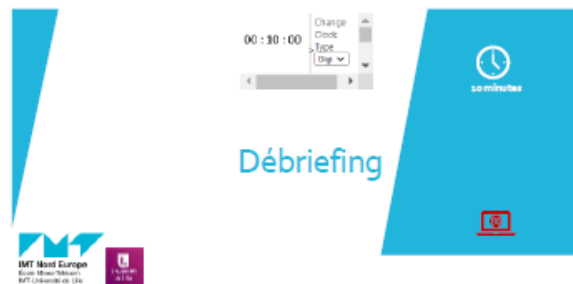 00 : 10 : 00
Change
Clock
Type
Digi
10 minutes
Débriefing
IMT Nord Europe
École Mines-Télécom
IMT-Université de Lille